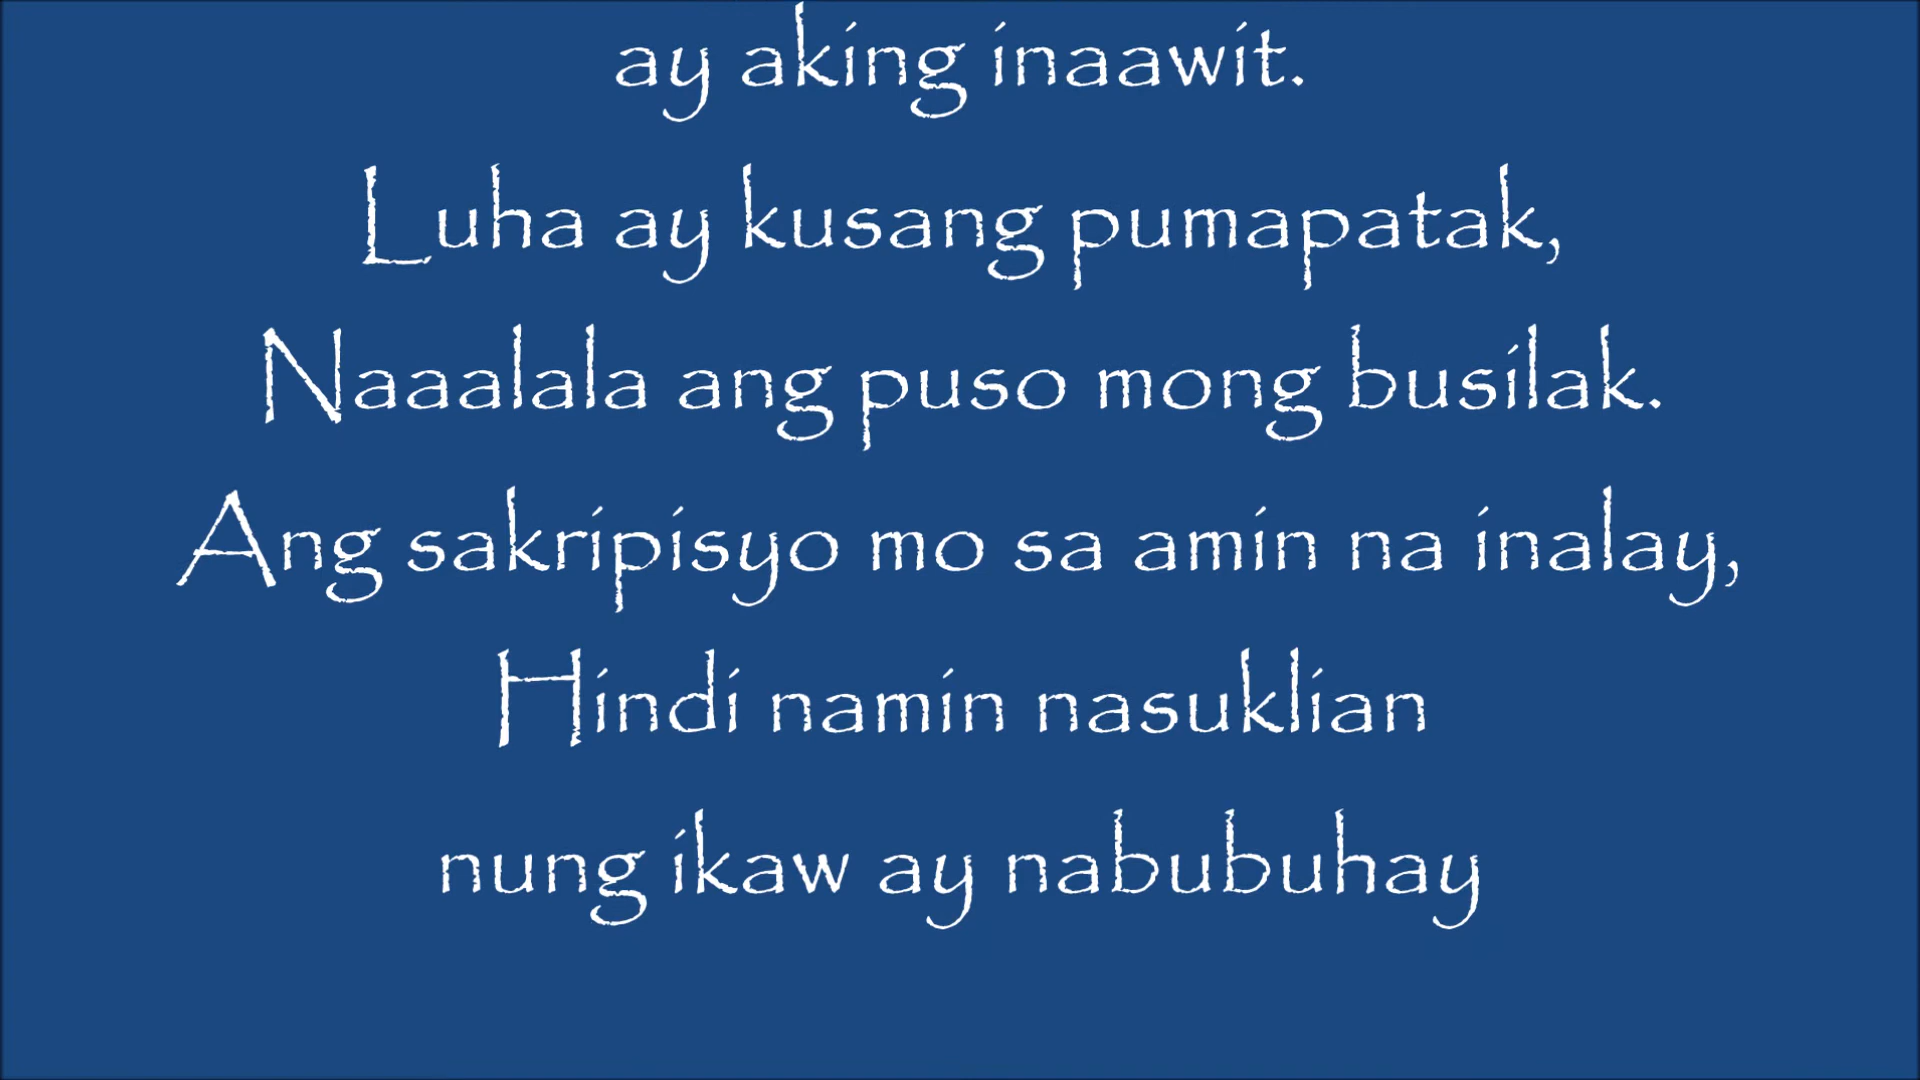 ay aking inaawit.
Luha ay kusang pumapatak,
Naaalala ang puso mong busilak.
Ang sakripisyo mo sa amin na inalay,
Hindi namin nasuklian
nung ikaw ay nabubuhay